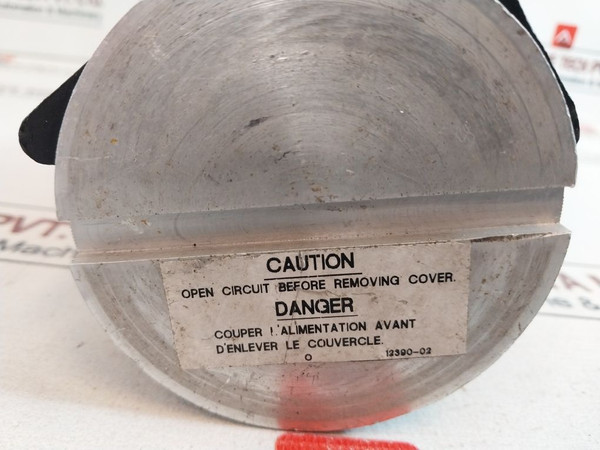 CAUTION
OPEN CIRCUIT BEFORE REMOVING COVER.
DANGER
COUPER L'ALIMENTATION AVANT
D'ENLEVER LE COUVERCLE.
O 12390-02